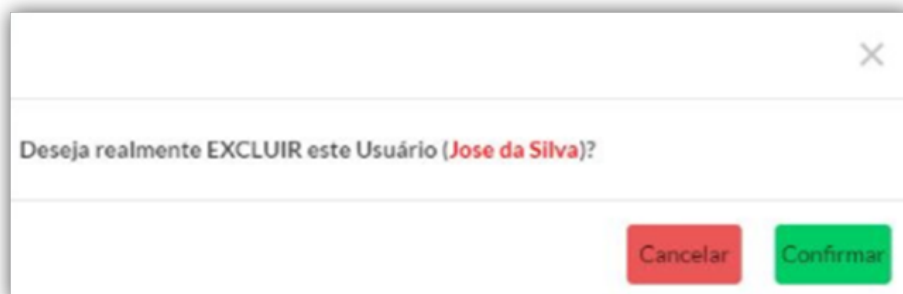 Deseja realmente EXCLUIR este Usuário (Jose da Silva)?
Cancelar Confirmar